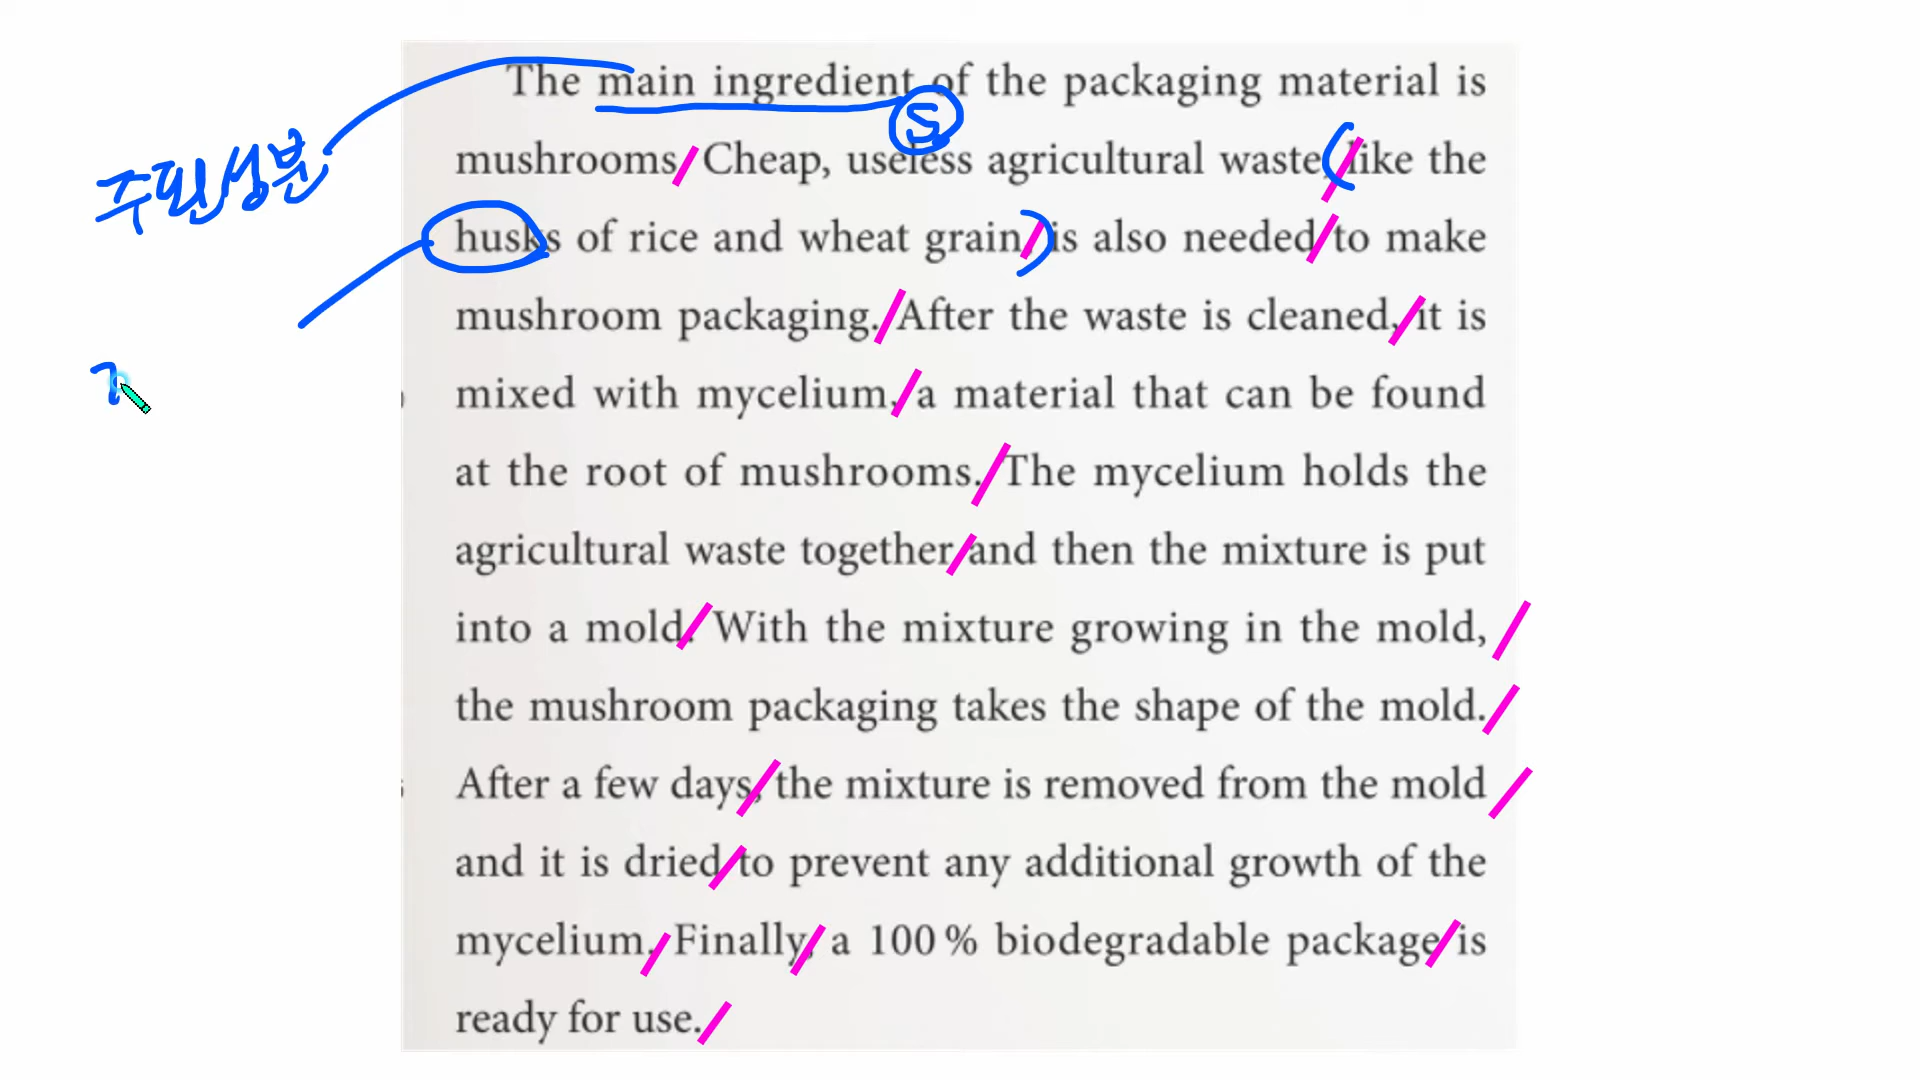 The main ingredient of the packaging material is
S
mushrooms. Cheap, useless agricultural waste, like the
주된성분
husks of rice and wheat grain, is also needed to make
mushroom packaging. After the waste is cleaned, it is
mixed with mycelium, a material that can be found
at the root of mushrooms. The mycelium holds the
agricultural waste together and then the mixture is put
into a mold. With the mixture growing in the mold,
the mushroom packaging takes the shape of the mold.
After a few days, the mixture is removed from the mold
and it is dried to prevent any additional growth of the
mycelium. Finally, a 100 % biodegradable package is
ready for use.